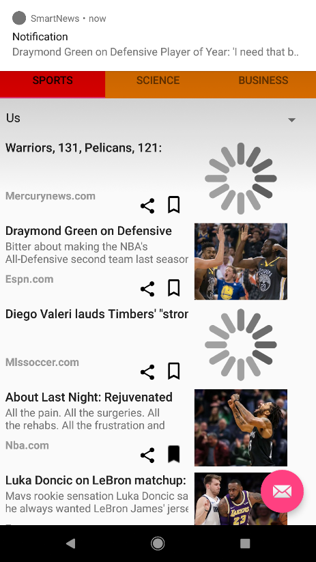 SmartNews • now
Notification
Draymond Green on Defensive Player of Year: 'I need that b..
SPORTS
SCIENCE
BUSINESS
Us
Warriors, 131, Pelicans, 121:
Mercurynews.com
Draymond Green on Defensive
Bitter about making the NBA's
All-Defensive second team last seasor
Espn.com
Diego Valeri lauds Timbers' "stror
Mlssoccer.com
About Last Night: Rejuvenated
All the pain. All the surgeries. All
the rehabs. All the frustration and
Nba.com
Luka Doncic on LeBron matchup:
Mavs rookie sensation Luka Doncic sa
he always wanted LeBron James' jerse
23